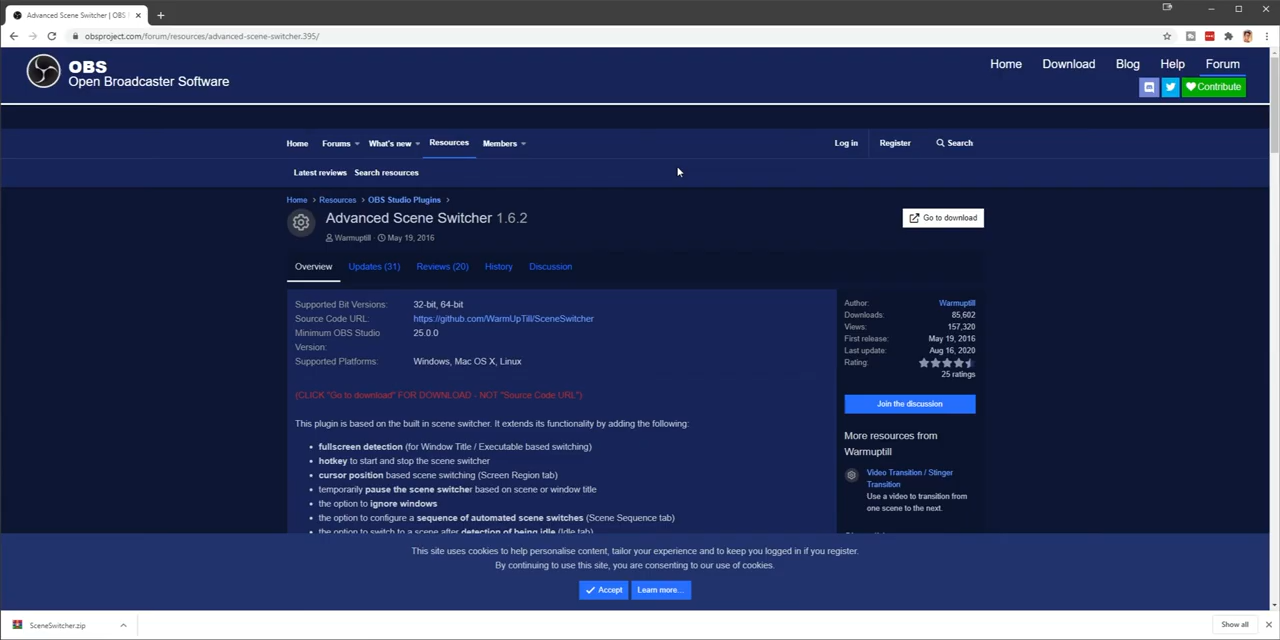 Advanced Scene Switcher | OBS
obsproject.com/forum/resources/advanced-scene-switcher.395/
OBS
Open Broadcaster Software
Home Download Blog Help Forum
Contribute
Home Forums What's new Resources Members Log in Register Search
Latest reviews Search resources
Home Resources OBS Studio Plugins
Advanced Scene Switcher 1.6.2
Go to download
Warmuptill May 19, 2016
Overview Updates (31) Reviews (20) History Discussion
Supported Bit Versions: 32-bit, 64-bit
Source Code URL: https://github.com/WarmUpTill/SceneSwitcher
Minimum OBS Studio Version: 25.0.0
Supported Platforms: Windows, Mac OS X, Linux
(CLICK "Go to download" FOR DOWNLOAD - NOT "Source Code URL")
This plugin is based on the built in scene switcher. It extends its functionality by adding the following:
fullscreen detection (for Window Title / Executable based switching)
hotkey to start and stop the scene switcher
cursor position based scene switching (Screen Region tab)
temporarily pause the scene switcher based on scene or window title
the option to ignore windows
the option to configure a sequence of automated scene switches (Scene Sequence tab)
the option to switch to a scene after detection of being idle (Idle tab)
Author: Warmuptill
Downloads: 85,602
Views: 157,320
First release: May 19, 2016
Last update: Aug 16, 2020
Rating:
25 ratings
Join the discussion
More resources from
Warmuptill
Video Transition / Stinger
Transition
Use a video to transition from
one scene to the next.
This site uses cookies to help personalise content, tailor your experience and to keep you logged in if you register.
By continuing to use this site, you are consenting to our use of cookies.
Accept Learn more...
SceneSwitcher.zip
Show all